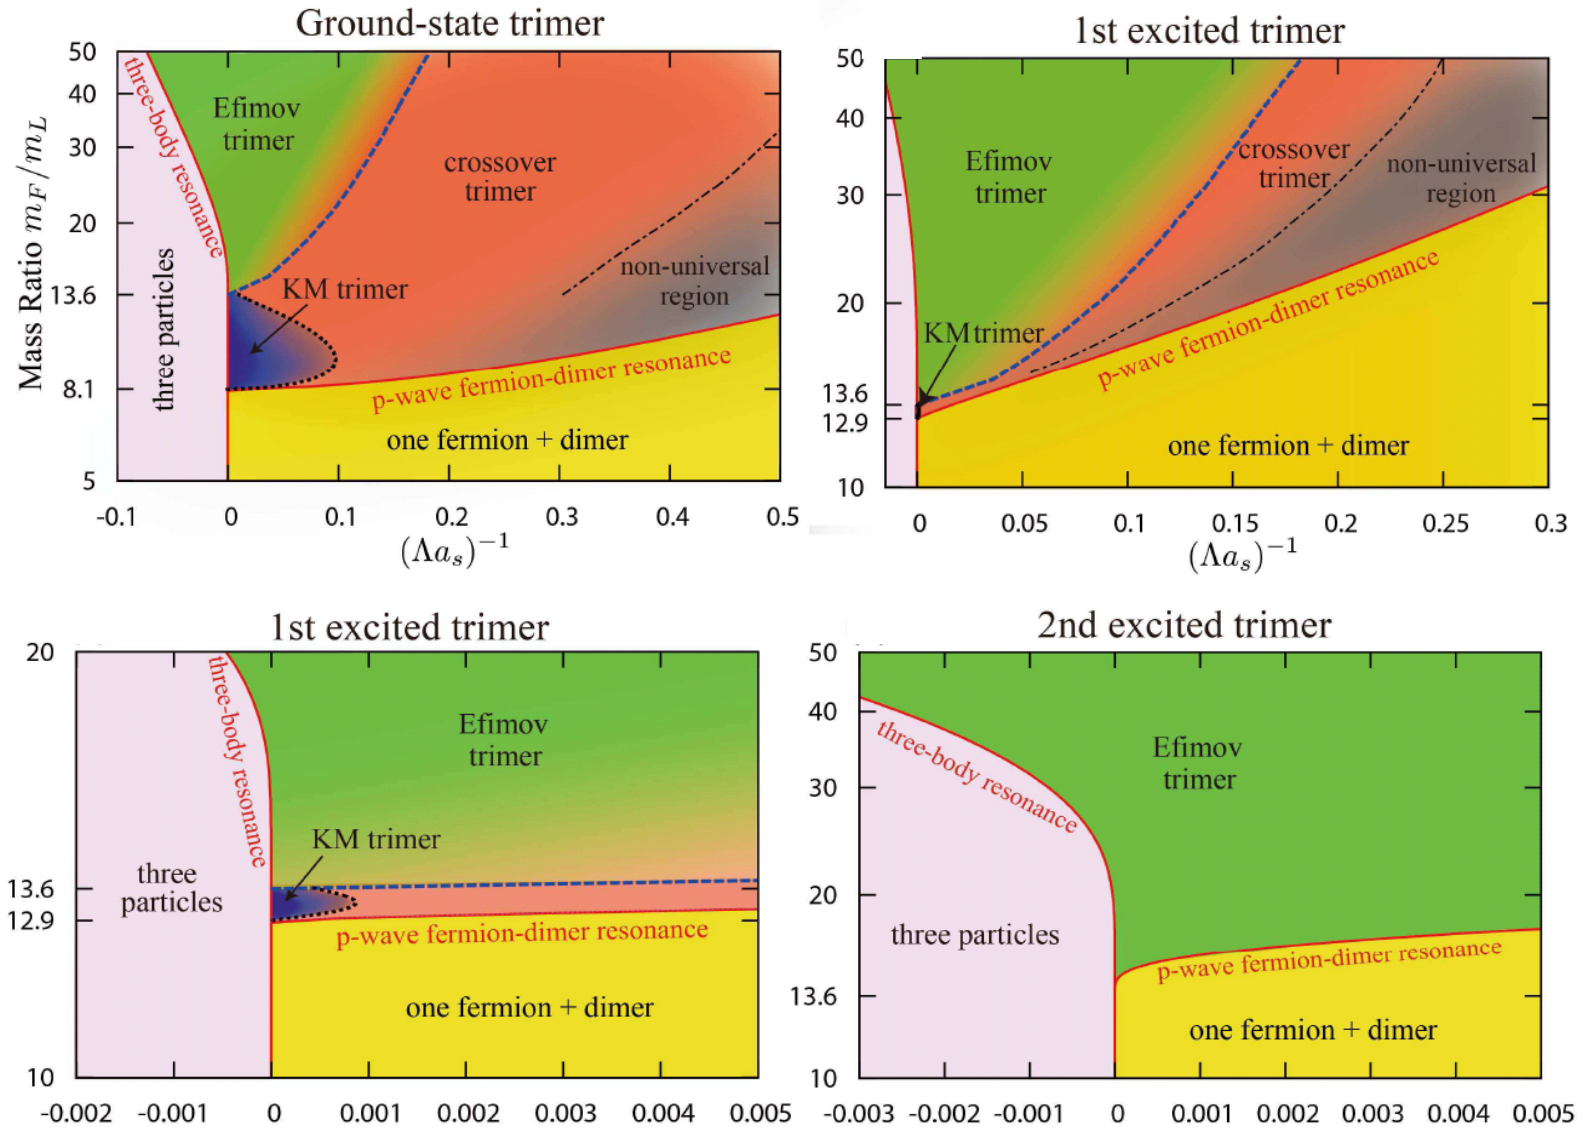 Ground-state trimer
Mass Ratio m_F/m_L
50
40
30
20
13.6
8.1
5
three-body resonance
Efimov
trimer
crossover
trimer
KM trimer
non-universal
region
three particles
p-wave fermion-dimer resonance
one fermion + dimer
-0.1
0
0.1
0.2
0.3
0.4
0.5
(Λa_s)^{-1}
1st excited trimer
50
40
30
20
13.6
12.9
10
Efimov
trimer
crossover
trimer
non-universal
region
KM trimer
p-wave fermion-dimer resonance
one fermion + dimer
0
0.05
0.1
0.15
0.2
0.25
0.3
(Λa_s)^{-1}
1st excited trimer
20
13.6
12.9
10
three-body resonance
Efimov
trimer
KM trimer
three
particles
p-wave fermion-dimer resonance
one fermion + dimer
-0.002
-0.001
0
0.001
0.002
0.003
0.004
0.005
2nd excited trimer
50
40
30
20
13.6
10
three-body resonance
Efimov
trimer
three particles
p-wave fermion-dimer resonance
one fermion + dimer
-0.003
-0.002
-0.001
0
0.001
0.002
0.003
0.004
0.005